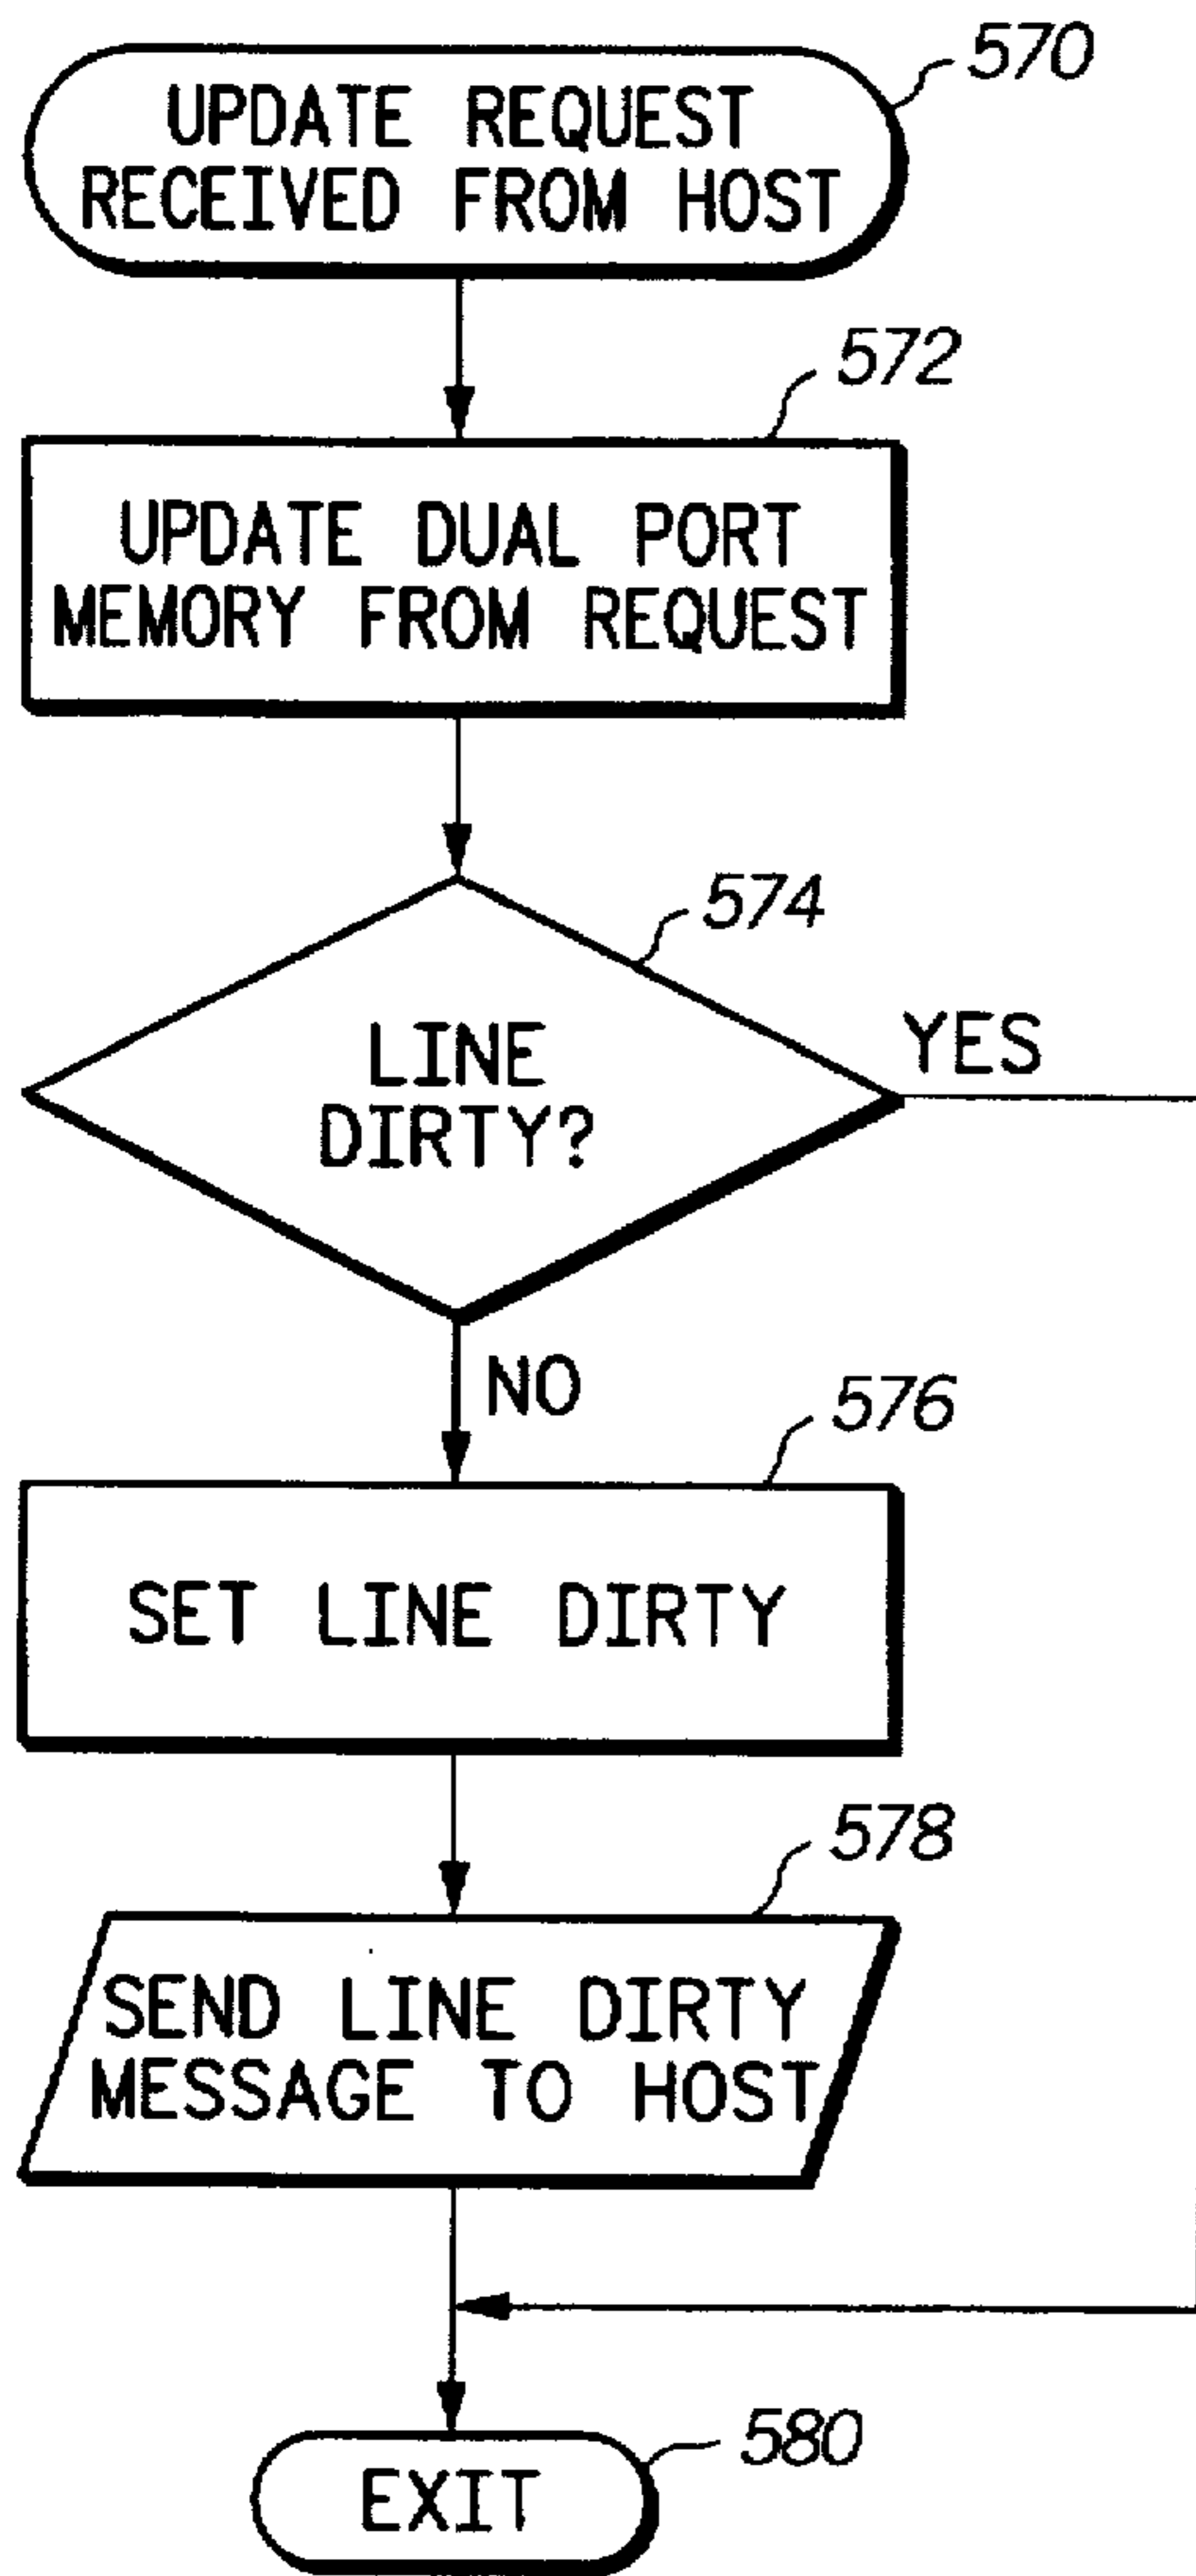 570
UPDATE REQUEST
RECEIVED FROM HOST
572
UPDATE DUAL PORT
MEMORY FROM REQUEST
574
LINE
DIRTY?
YES
NO
576
SET LINE DIRTY
578
SEND LINE DIRTY
MESSAGE TO HOST
580
EXIT